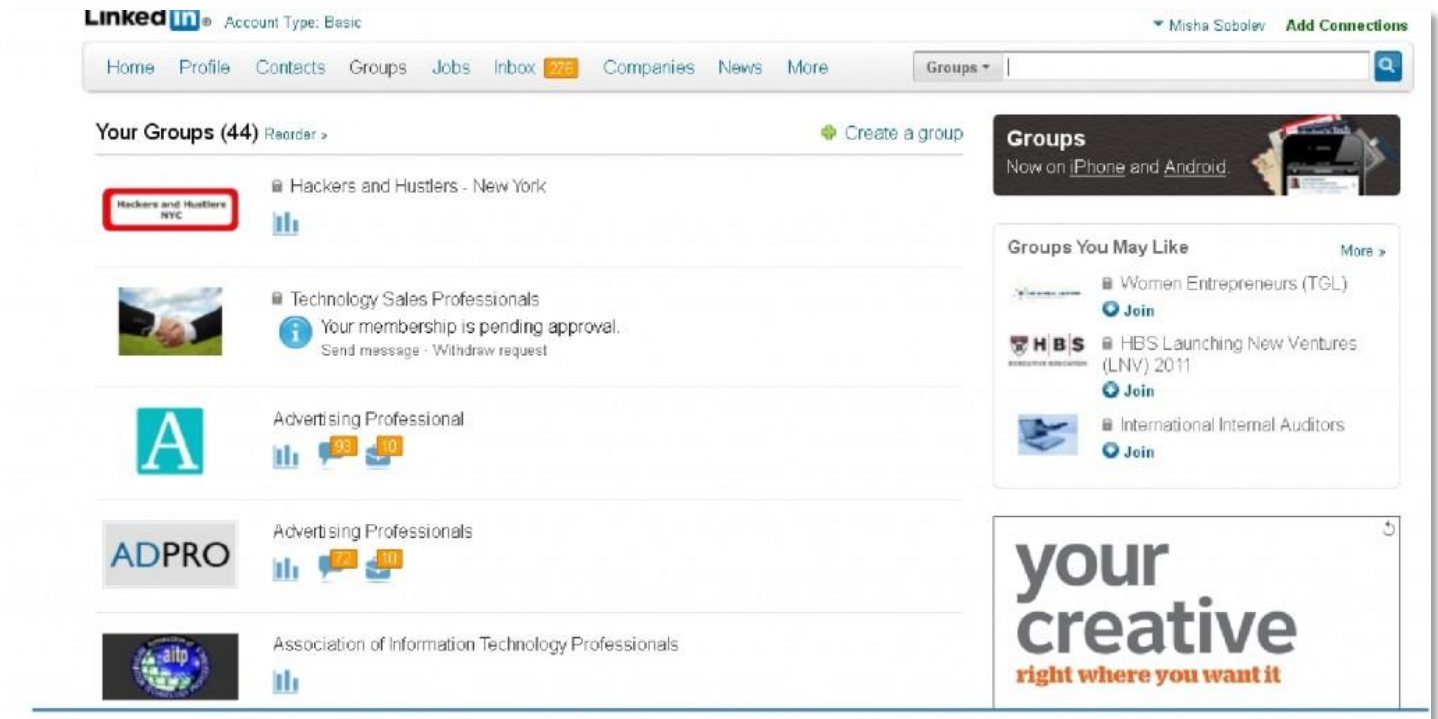 Linked in ® Account Type: Basic
Misha Sobolev Add Connections
Home Profile Contacts Groups Jobs Inbox 276 Companies News More Groups
Your Groups (44) Reorder »
Create a group
Hackers and Hustlers NYC
Hackers and Hustlers - New York
Technology Sales Professionals
Your membership is pending approval.
Send message · Withdraw request
A
Advertising Professional
93 10
ADPRO
Advertising Professionals
72 10
aitp
Association of Information Technology Professionals
Groups
Now on iPhone and Android.
Groups You May Like More »
Women Entrepreneurs (TGL)
Join
HBS
HBS Launching New Ventures
(LNV) 2011
Join
International Internal Auditors
Join
your
creative
right where you want it